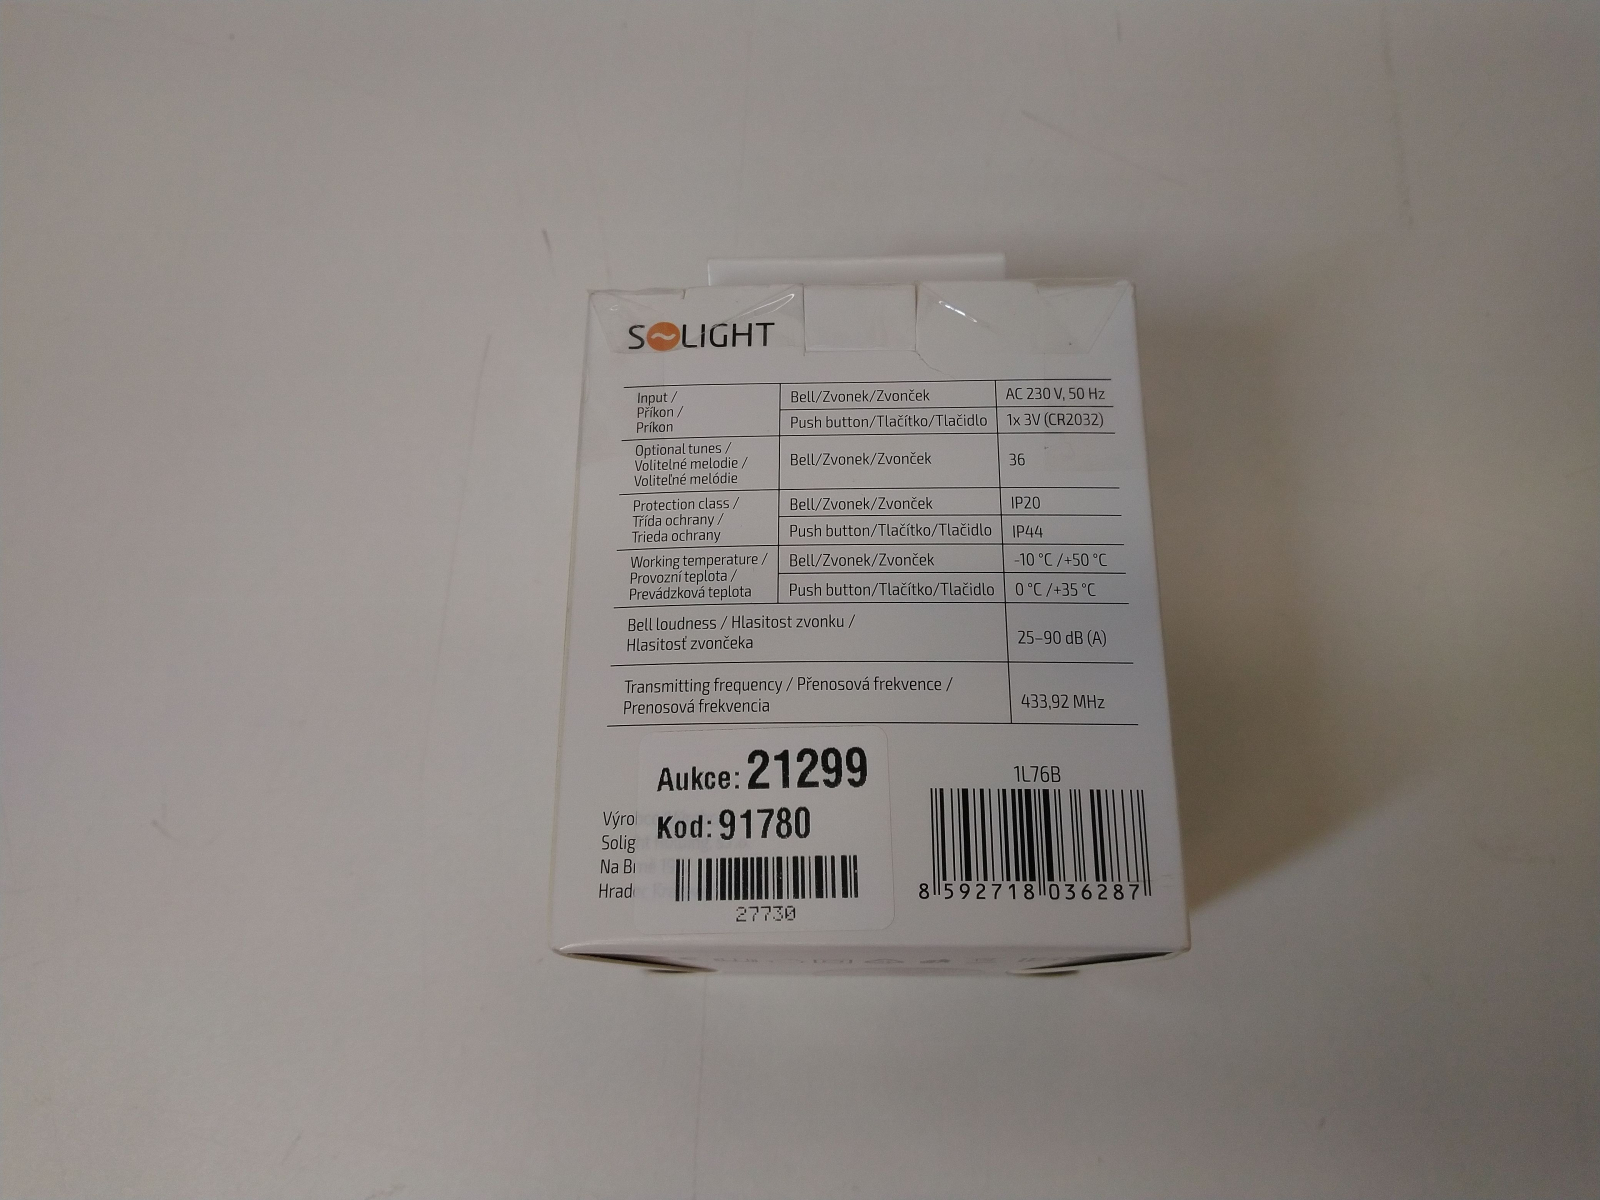 SOLIGHT
Input /
Příkon /
Príkon
Bell/Zvonek/Zvonček
AC 230 V, 50 Hz
Push button/Tlačítko/Tlačidlo
1x 3V (CR2032)
Optional tunes /
Volitelné melodie /
Voliteľné melódie
Bell/Zvonek/Zvonček
36
Protection class /
Třída ochrany /
Trieda ochrany
Bell/Zvonek/Zvonček
IP20
Push button/Tlačítko/Tlačidlo
IP44
Working temperature /
Provozní teplota /
Prevádzková teplota
Bell/Zvonek/Zvonček
-10 °C /+50 °C
Push button/Tlačítko/Tlačidlo
0 °C /+35 °C
Bell loudness / Hlasitost zvonku /
Hlasitosť zvončeka
25–90 dB (A)
Transmitting frequency / Přenosová frekvence /
Prenosová frekvencia
433,92 MHz
Aukce: 21299
Kod: 91780
27730
Výro
Solig
Na B
Hrad
1L76B
8 592718 036287